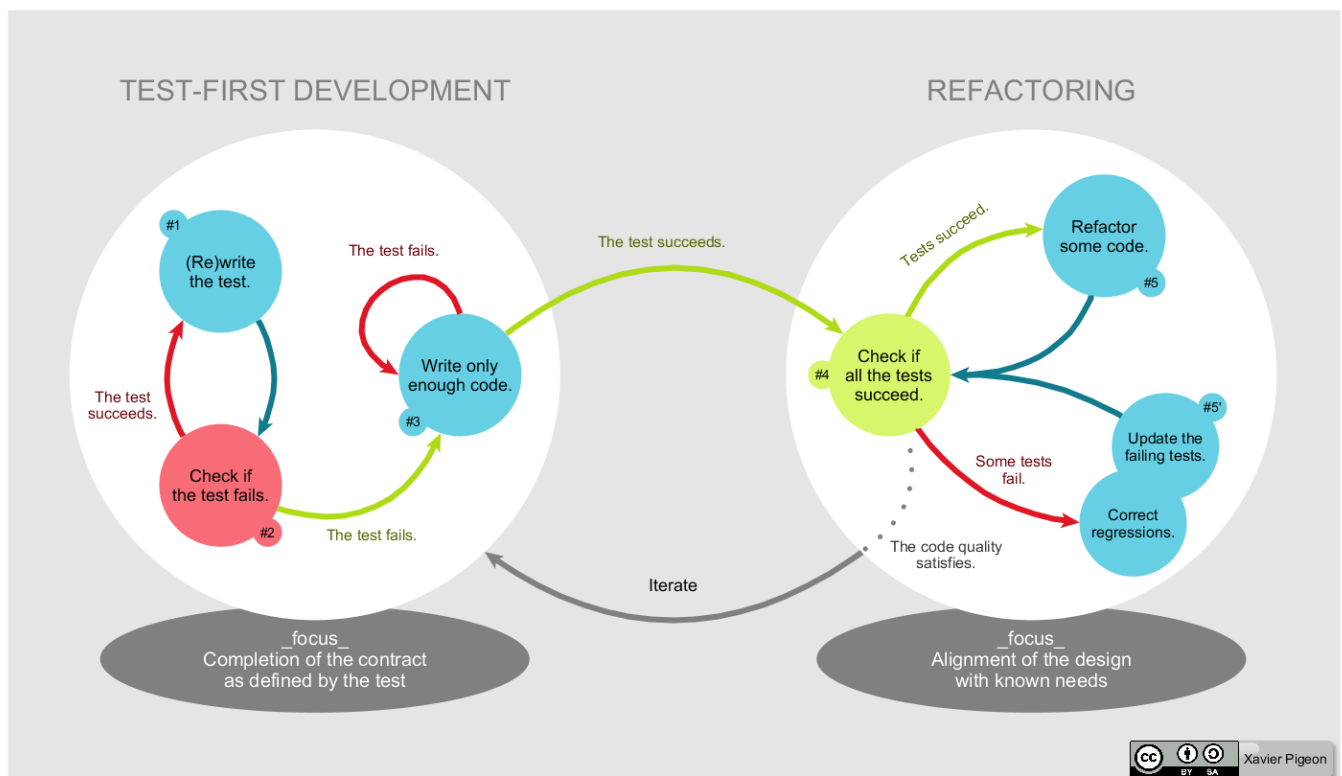 TEST-FIRST DEVELOPMENT
REFACTORING
#1
(Re)write
the test.
The test
succeeds.
Check if
the test fails.
#2
The test fails.
The test fails.
Write only
enough code.
#3
The test succeeds.
Check if
all the tests
succeed.
#4
Tests succeed.
Refactor
some code.
#5
Some tests
fail.
#5'
Update the
failing tests.
Correct
regressions.
The code quality
satisfies.
Iterate
_focus_
Completion of the contract
as defined by the test
_focus_
Alignment of the design
with known needs
cc
BY SA
Xavier Pigeon